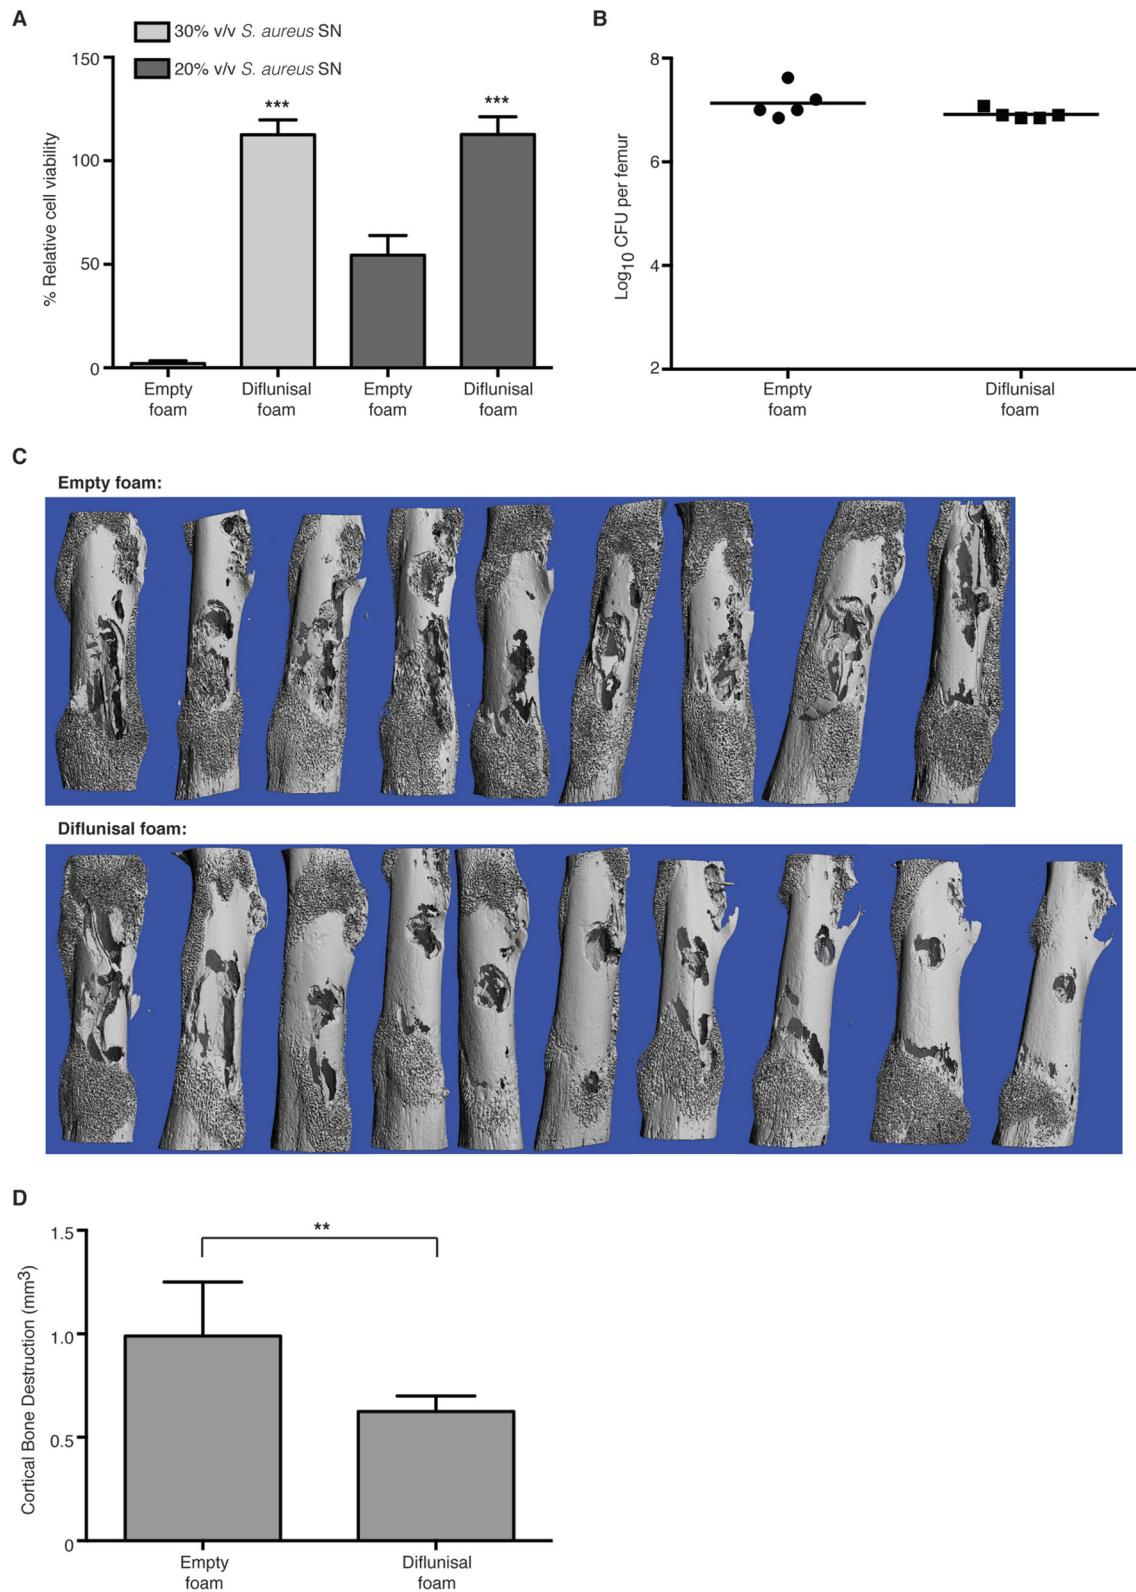 A
30% v/v S. aureus SN
20% v/v S. aureus SN
150
100
50
0
% Relative cell viability
***
***
Empty foam
Diflunisal foam
Empty foam
Diflunisal foam
B
8
6
4
2
Log10 CFU per femur
Empty foam
Diflunisal foam
C
Empty foam:
Diflunisal foam:
D
1.5
1.0
0.5
0
Cortical Bone Destruction (mm3)
**
Empty foam
Diflunisal foam